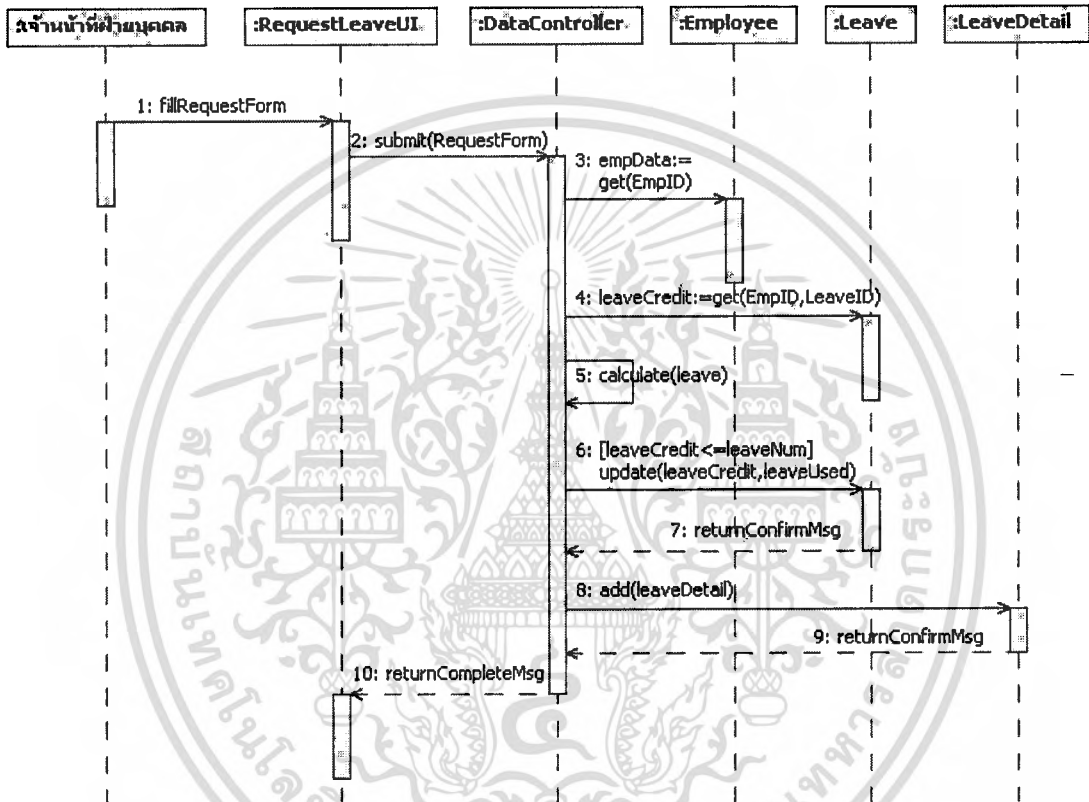 :เจ้าหน้าที่ฝ่ายบุคคล
:RequestLeaveUI
:DataController
:Employee
:Leave
:LeaveDetail
1: fillRequestForm
2: submit(RequestForm)
3: empData:=
get(EmpID)
4: leaveCredit:=get(EmpID,LeaveID)
5: calculate(leave)
6: [leaveCredit<=leaveNum]
update(leaveCredit,leaveUsed)
7: returnConfirmMsg
8: add(leaveDetail)
9: returnConfirmMsg
10: returnCompleteMsg